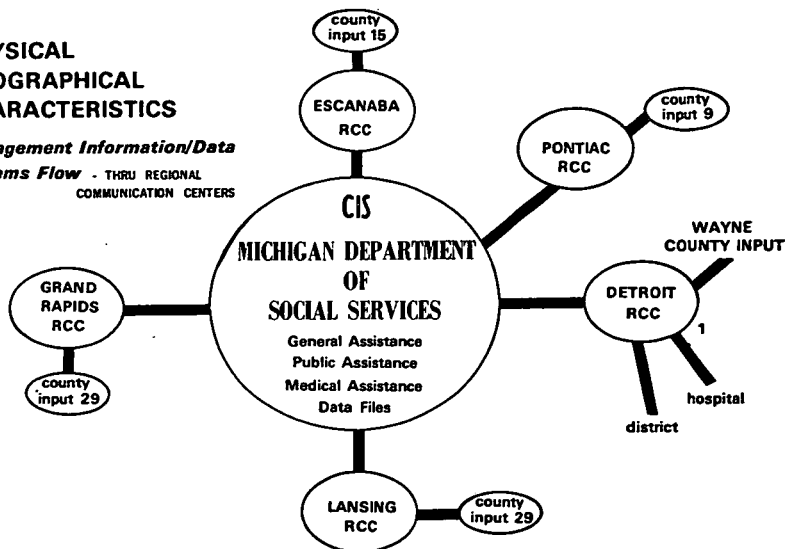 YSICAL
OGRAPHICAL
ARACTERISTICS
agement Information/Data
ems Flow - THRU REGIONAL
COMMUNICATION CENTERS
county
input 15
ESCANABA
RCC
county
input 9
PONTIAC
RCC
WAYNE
COUNTY INPUT
DETROIT
RCC
1
hospital
district
CIS
MICHIGAN DEPARTMENT
OF
SOCIAL SERVICES
General Assistance
Public Assistance
Medical Assistance
Data Files
GRAND
RAPIDS
RCC
county
input 29
LANSING
RCC
county
input 29